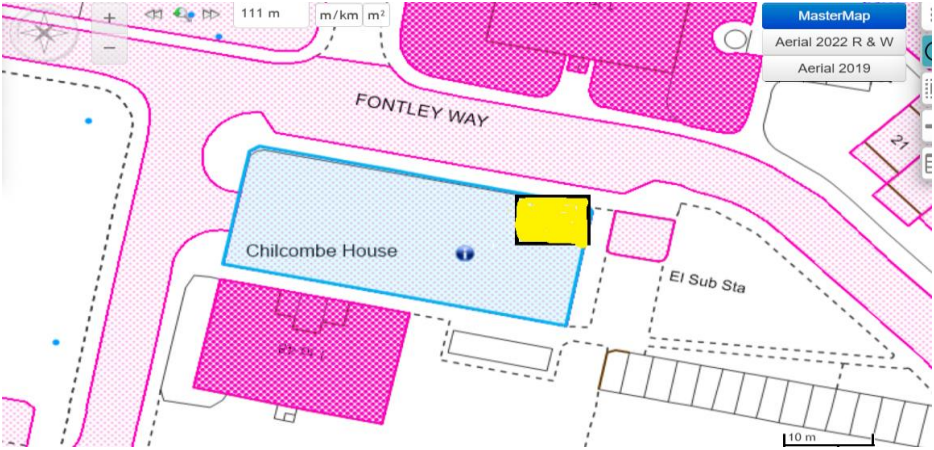 111 m
m/km
m²
MasterMap
Aerial 2022 R & W
Aerial 2019
FONTLEY WAY
21
Chilcombe House
El Sub Sta
10 m